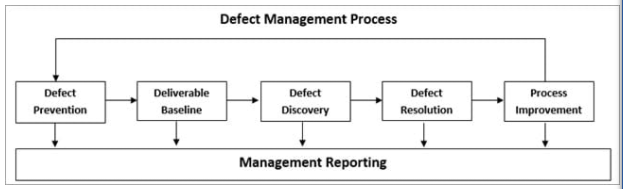 Defect Management Process
Defect
Prevention
Deliverable
Baseline
Defect
Discovery
Defect
Resolution
Process
Improvement
Management Reporting